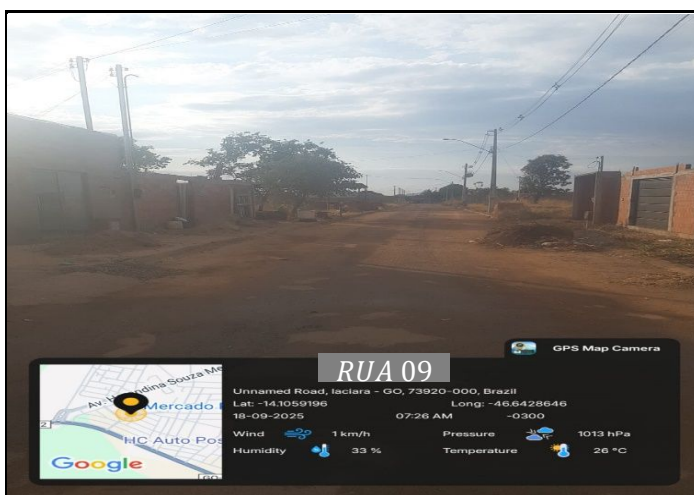 GPS Map Camera
RUA 09
Unnamed Road, Iaciara - GO, 73920-000, Brazil
Lat: -14.1059196 Long: -46.6428646
18-09-2025 07:26 AM -0300
Wind 1 km/h Pressure 1013 hPa
Humidity 33 % Temperature 26 °C
Souza Me
Mercado
HC Auto Pos
Google